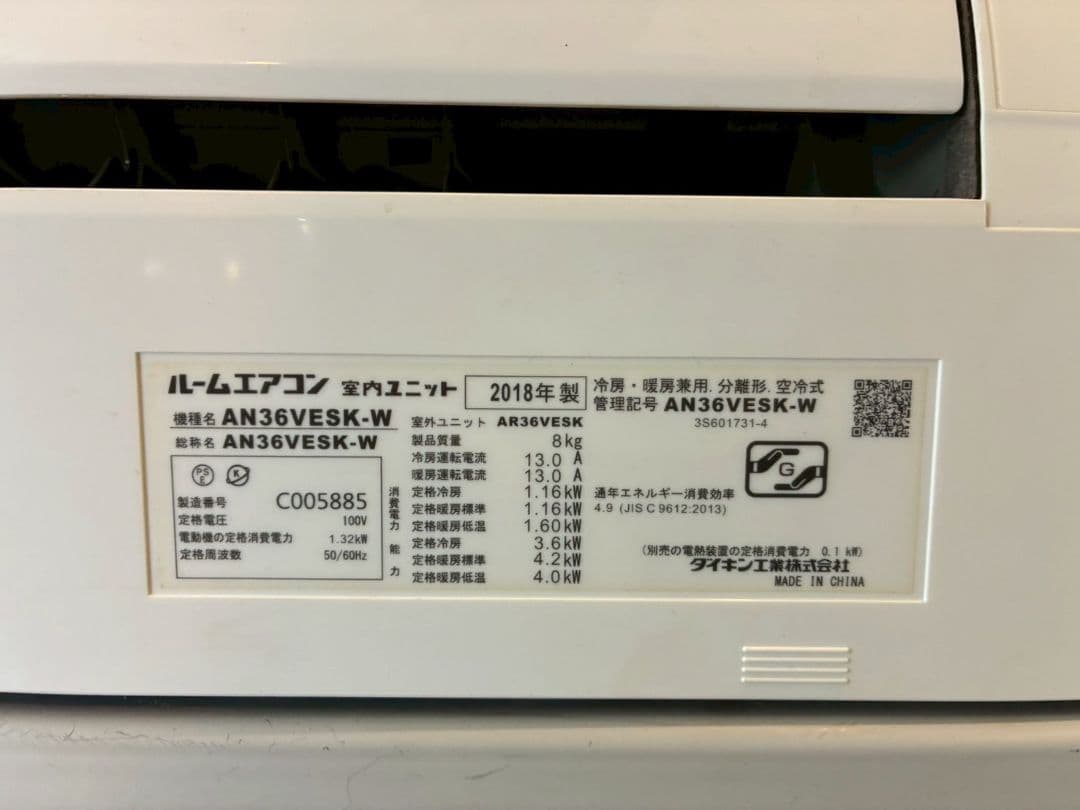 ルームエアコン 室内ユニット 2018年 製
機種名 AN36VESK-W
総称名 AN36VESK-W
PS E
K
製造番号 C005885
定格電圧 100V
電動機の定格消費電力 1.32kW
定格周波数 50/60Hz
室外ユニット AR36VESK
製品質量 8kg
冷房運転電流 13.0 A
暖房運転電流 13.0 A
消費電力
定格冷房 1.16kW
定格暖房標準 1.16kW
定格暖房低温 1.60kW
能力
定格冷房 3.6kW
定格暖房標準 4.2kW
定格暖房低温 4.0kW
冷房・暖房兼用. 分離形. 空冷式
管理記号 AN36VESK-W
3S601731-4
G
通年エネルギー消費効率
4.9 (JIS C 9612:2013)
(別売の電熱装置の定格消費電力 0.1 kW)
ダイキン工業株式会社
MADE IN CHINA